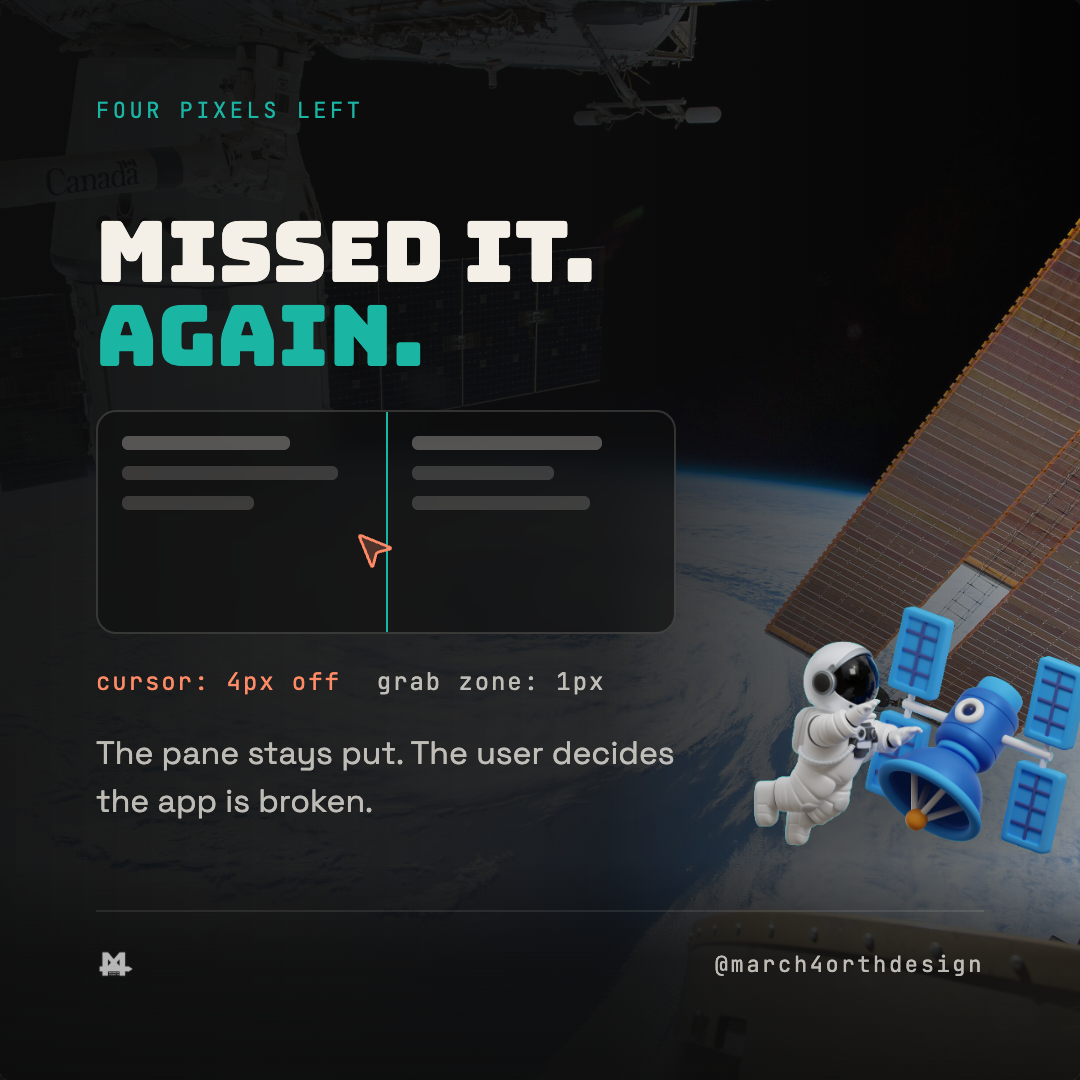 FOUR PIXELS LEFT
Canada
MISSED IT.
AGAIN.
cursor: 4px off grab zone: 1px
The pane stays put. The user decides
the app is broken.
@march4orthdesign